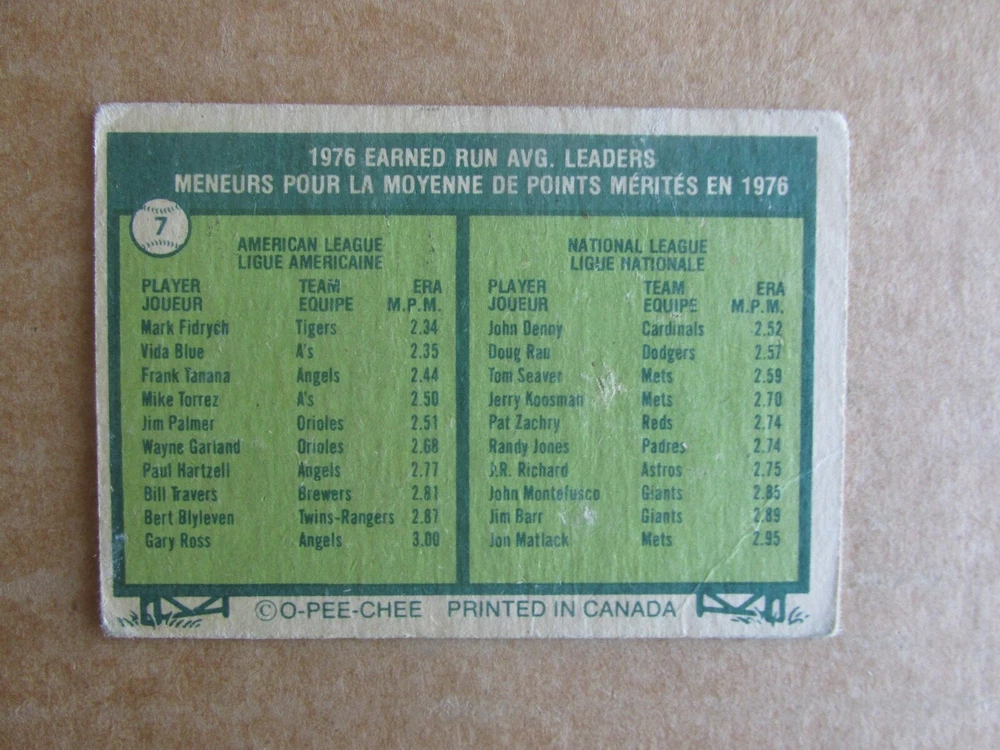 1976 EARNED RUN AVG. LEADERS
MENEURS POUR LA MOYENNE DE POINTS MÉRITÉS EN 1976
7
AMERICAN LEAGUE
LIGUE AMERICAINE
PLAYER TEAM ERA
JOUEUR EQUIPE M.P.M.
Mark Fidrych Tigers 2.34
Vida Blue A's 2.35
Frank Tanana Angels 2.44
Mike Torrez A's 2.50
Jim Palmer Orioles 2.51
Wayne Garland Orioles 2.68
Paul Hartzell Angels 2.77
Bill Travers Brewers 2.81
Bert Blyleven Twins-Rangers 2.87
Gary Ross Angels 3.00
NATIONAL LEAGUE
LIGUE NATIONALE
PLAYER TEAM ERA
JOUEUR EQUIPE M.P.M.
John Denny Cardinals 2.52
Doug Rau Dodgers 2.57
Tom Seaver Mets 2.59
Jerry Koosman Mets 2.70
Pat Zachry Reds 2.74
Randy Jones Padres 2.74
J.R. Richard Astros 2.75
John Montefusco Giants 2.85
Jim Barr Giants 2.89
Jon Matlack Mets 2.95
© O-PEE-CHEE PRINTED IN CANADA